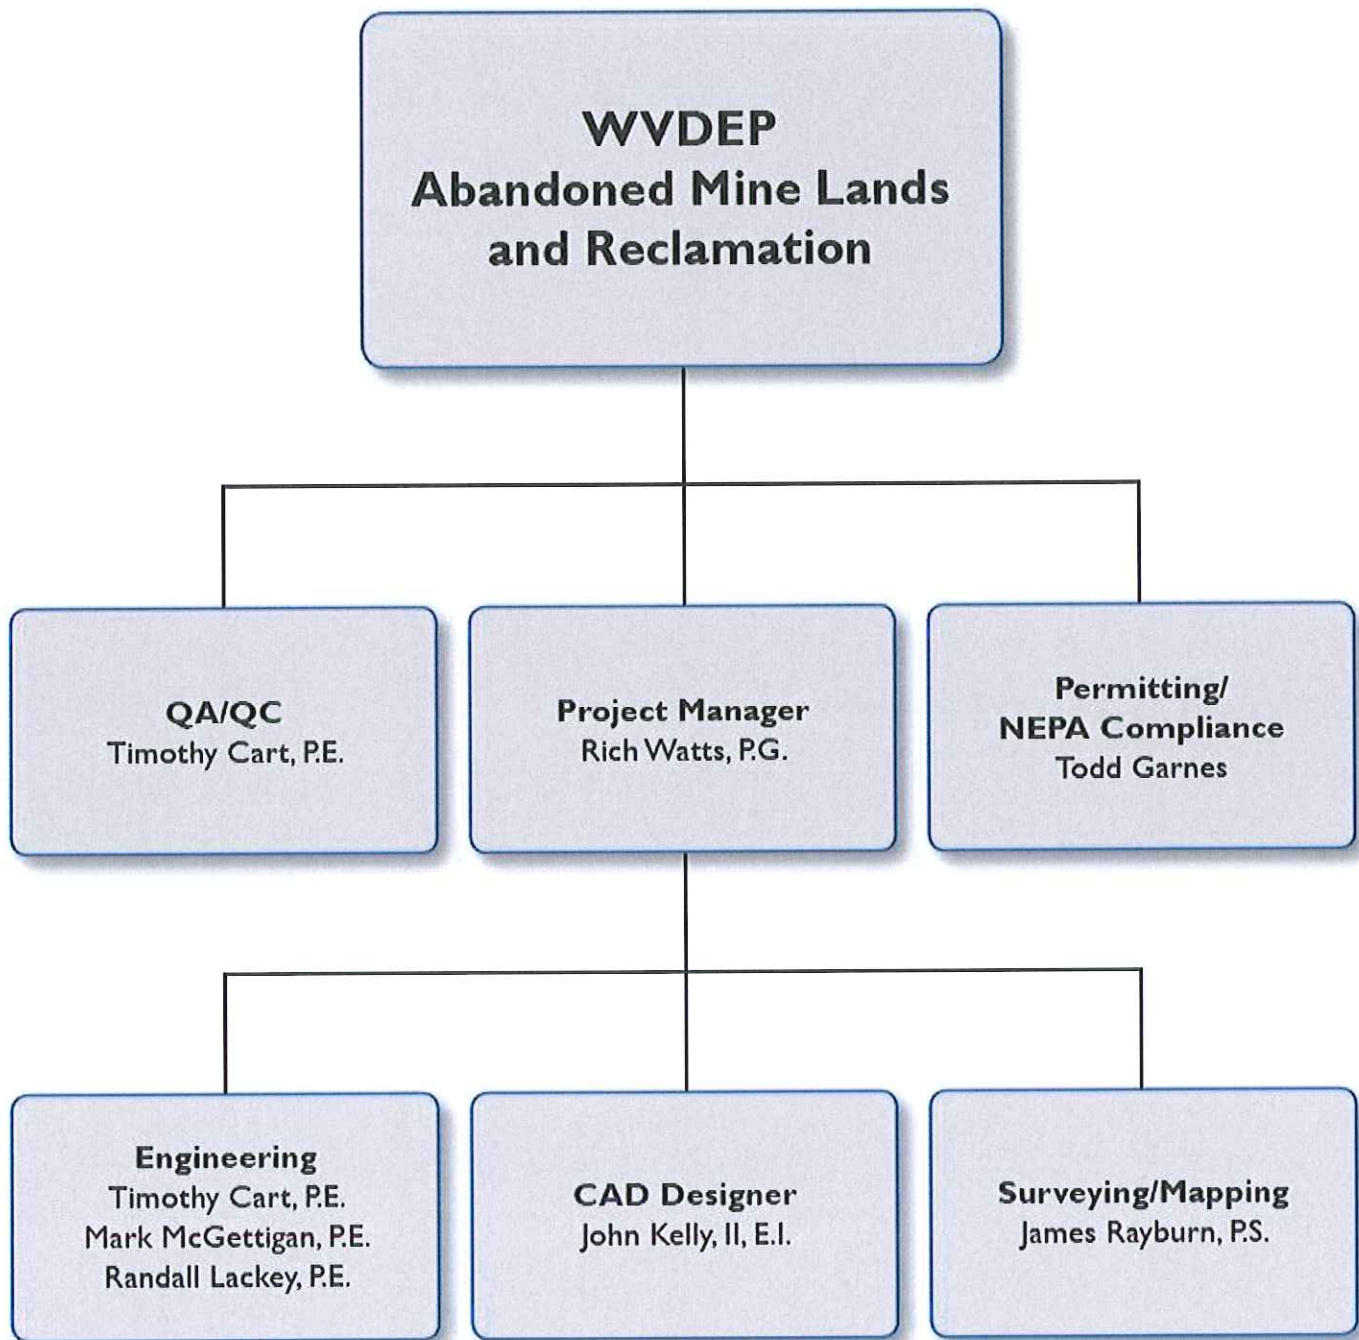 WVDEP
Abandoned Mine Lands
and Reclamation
QA/QC
Timothy Cart, P.E.
Project Manager
Rich Watts, P.G.
Permitting/
NEPA Compliance
Todd Garnes
Engineering
Timothy Cart, P.E.
Mark McGettigan, P.E.
Randall Lackey, P.E.
CAD Designer
John Kelly, II, E.I.
Surveying/Mapping
James Rayburn, P.S.